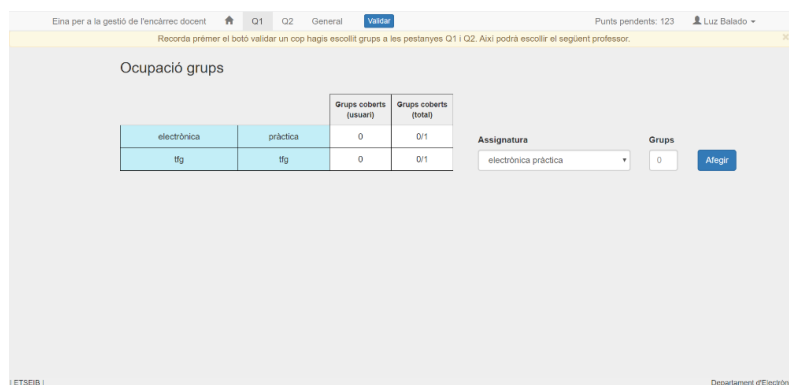 Eina per a la gestió de l'encàrrec docent Q1 Q2 General Validar Punts pendents: 123 Luz Balado
Recorda prémer el botó validar un cop hagis escollit grups a les pestanyes Q1 i Q2. Així podrà escollir el següent professor. ×
Ocupació grups
Grups coberts (usuari) Grups coberts (total)
electrònica pràctica 0 0/1
tfg tfg 0 0/1
Assignatura Grups
electrònica pràctica 0 Afegir
| ETSEIB | Departament d'Electròn